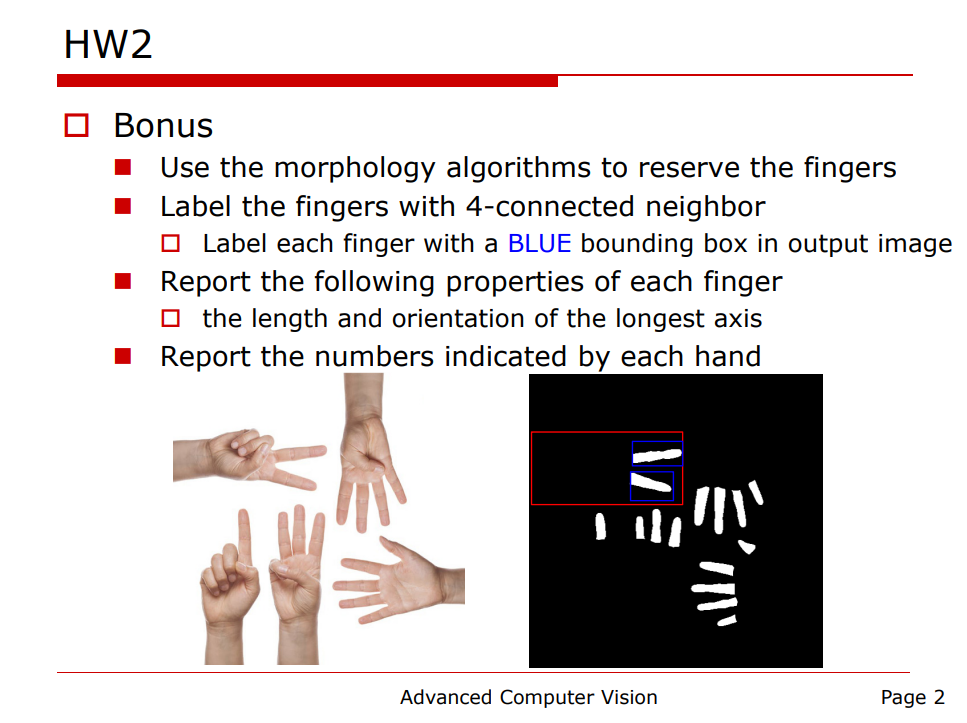 HW2
Bonus
Use the morphology algorithms to reserve the fingers
Label the fingers with 4-connected neighbor
Label each finger with a BLUE bounding box in output image
Report the following properties of each finger
the length and orientation of the longest axis
Report the numbers indicated by each hand
Advanced Computer Vision
Page 2